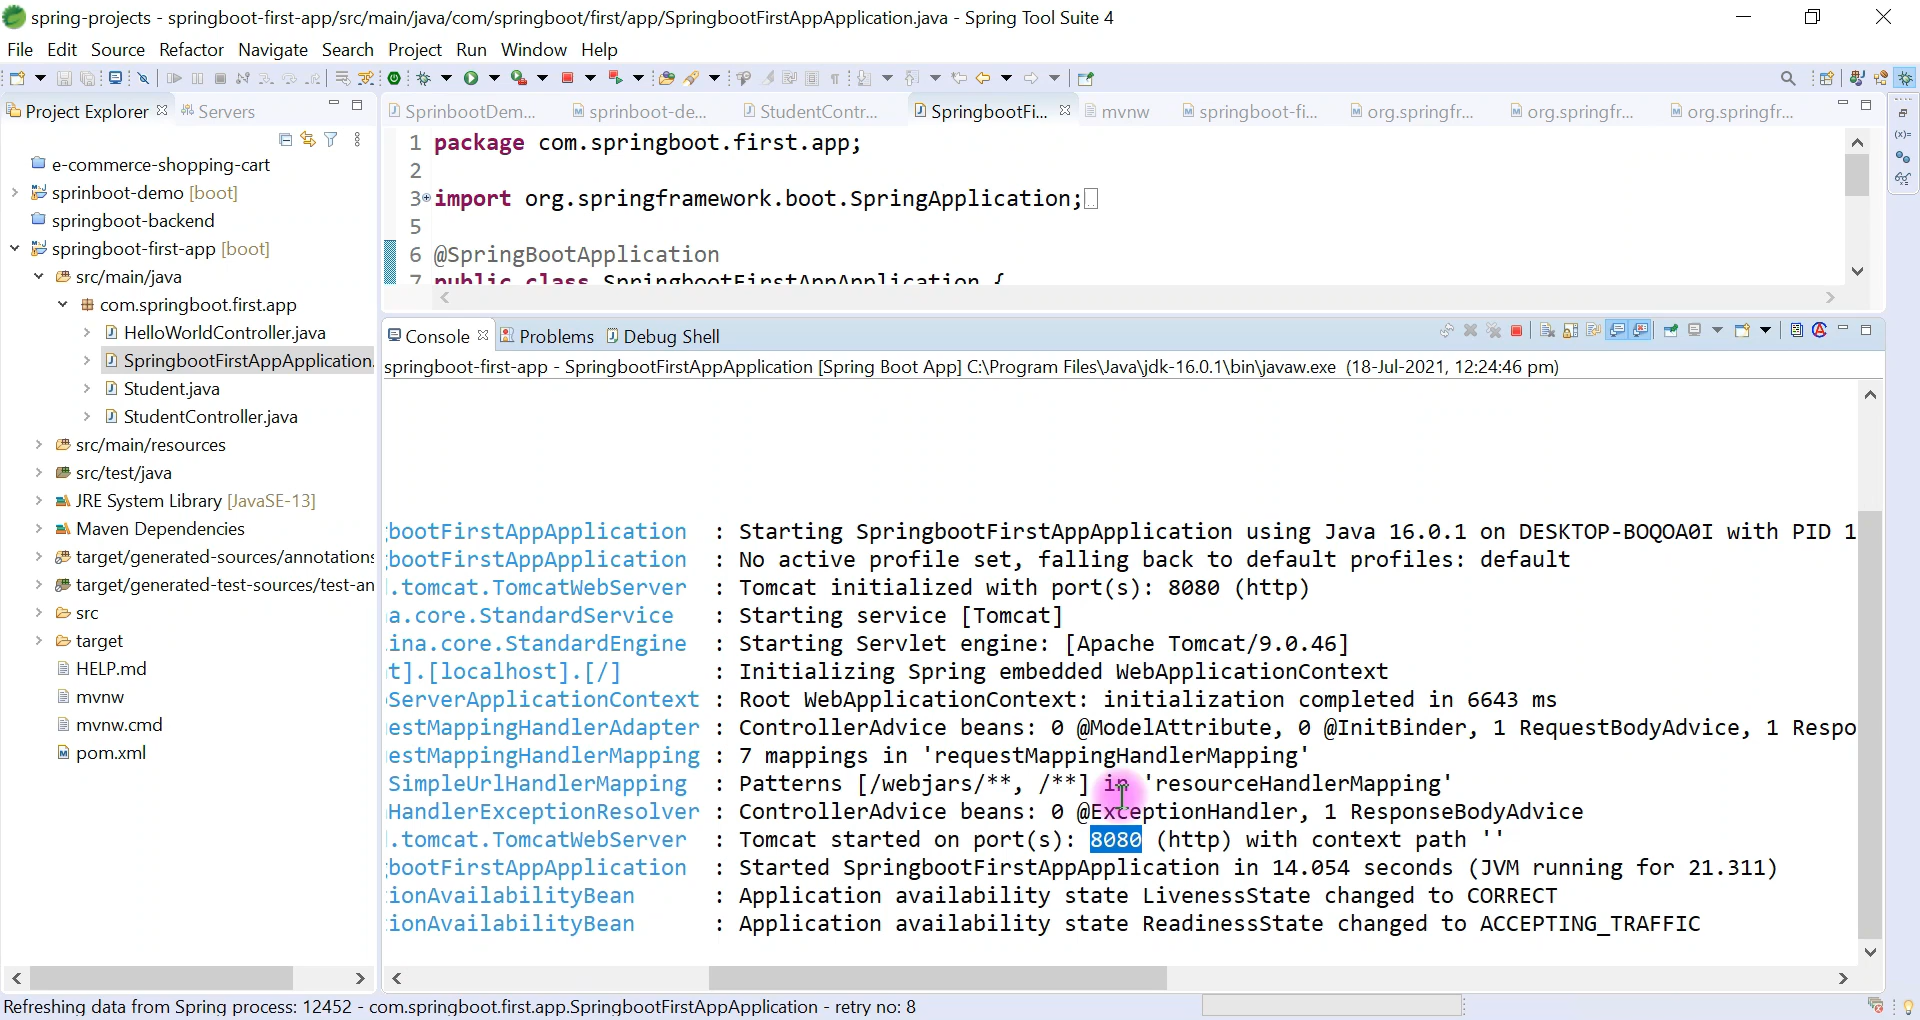 spring-projects - springboot-first-app/src/main/java/com/springboot/first/app/SpringbootFirstAppApplication.java - Spring Tool Suite 4
File Edit Source Refactor Navigate Search Project Run Window Help
Project Explorer
Servers
SprinbootDem...
sprinboot-de...
StudentContr...
SpringbootFi...
mvnw
springboot-fi...
org.springfr...
org.springfr...
org.springfr...
e-commerce-shopping-cart
sprinboot-demo [boot]
springboot-backend
springboot-first-app [boot]
src/main/java
com.springboot.first.app
HelloWorldController.java
SpringbootFirstAppApplication.
Student.java
StudentController.java
src/main/resources
src/test/java
JRE System Library [JavaSE-13]
Maven Dependencies
target/generated-sources/annotations
target/generated-test-sources/test-an
src
target
HELP.md
mvnw
mvnw.cmd
pom.xml
1 package com.springboot.first.app;
2
3 import org.springframework.boot.SpringApplication;
5
6 @SpringBootApplication
7 public class SpringbootFirstAppApplication {
Console
Problems
Debug Shell
springboot-first-app - SpringbootFirstAppApplication [Spring Boot App] C:\Program Files\Java\jdk-16.0.1\bin\javaw.exe (18-Jul-2021, 12:24:46 pm)
bootFirstAppApplication : Starting SpringbootFirstAppApplication using Java 16.0.1 on DESKTOP-BOQOA0I with PID 1
bootFirstAppApplication : No active profile set, falling back to default profiles: default
.tomcat.TomcatWebServer : Tomcat initialized with port(s): 8080 (http)
a.core.StandardService : Starting service [Tomcat]
ina.core.StandardEngine : Starting Servlet engine: [Apache Tomcat/9.0.46]
t].[localhost].[/] : Initializing Spring embedded WebApplicationContext
ServerApplicationContext : Root WebApplicationContext: initialization completed in 6643 ms
estMappingHandlerAdapter : ControllerAdvice beans: 0 @ModelAttribute, 0 @InitBinder, 1 RequestBodyAdvice, 1 Respo
estMappingHandlerMapping : 7 mappings in 'requestMappingHandlerMapping'
SimpleUrlHandlerMapping : Patterns [/webjars/**, /**] in 'resourceHandlerMapping'
HandlerExceptionResolver : ControllerAdvice beans: 0 @ExceptionHandler, 1 ResponseBodyAdvice
.tomcat.TomcatWebServer : Tomcat started on port(s): 8080 (http) with context path ''
bootFirstAppApplication : Started SpringbootFirstAppApplication in 14.054 seconds (JVM running for 21.311)
ionAvailabilityBean : Application availability state LivenessState changed to CORRECT
ionAvailabilityBean : Application availability state ReadinessState changed to ACCEPTING_TRAFFIC
Refreshing data from Spring process: 12452 - com.springboot.first.app.SpringbootFirstAppApplication - retry no: 8